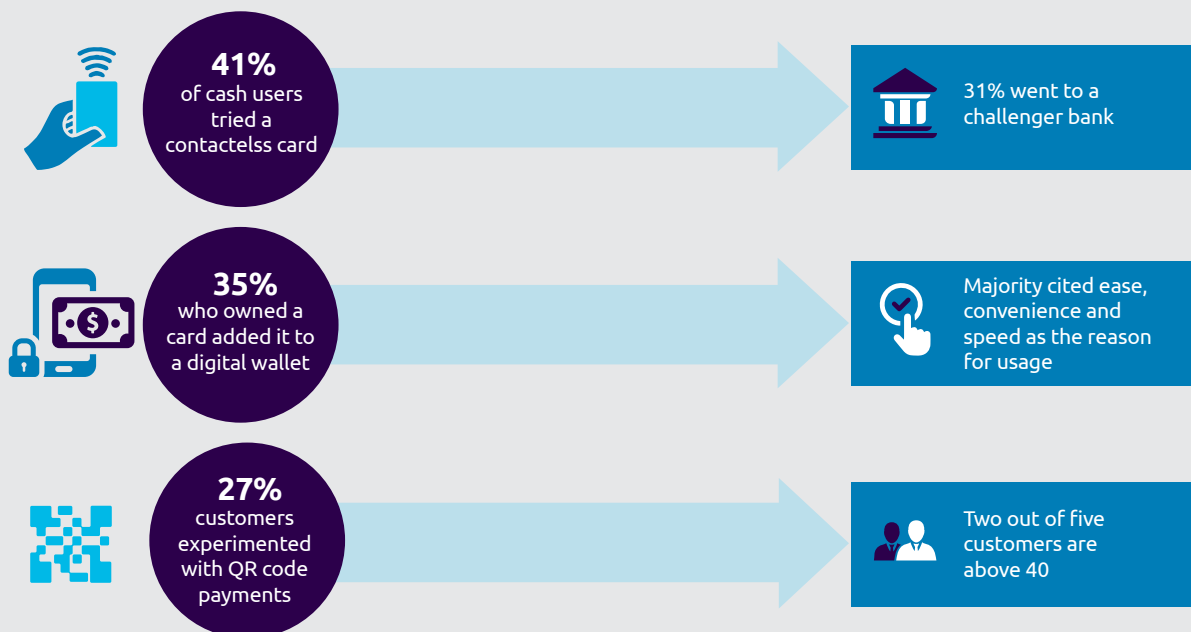 41%
of cash users
tried a
contactelss card
31% went to a
challenger bank
35%
who owned a
card added it to
a digital wallet
Majority cited ease,
convenience and
speed as the reason
for usage
27%
customers
experimented
with QR code
payments
Two out of five
customers are
above 40